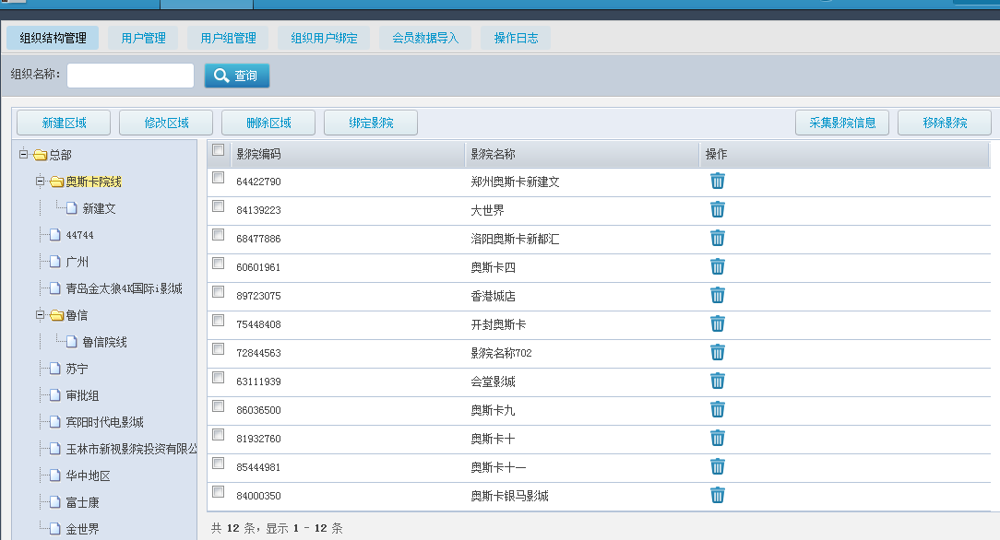 组织结构管理 用户管理 用户组管理 组织用户绑定 会员数据导入 操作日志
组织名称: 查询
新建区域 修改区域 删除区域 绑定影院 采集影院信息 移除影院
总部
奥斯卡院线
新建文
44744
广州
青岛金太狼4K国际i影城
鲁信
鲁信院线
苏宁
审批组
宾阳时代电影城
玉林市新视影院投资有限公
华中地区
富士康
金世界
影院编码 影院名称 操作
64422790 郑州奥斯卡新建文
84139223 大世界
68477886 洛阳奥斯卡新都汇
60601961 奥斯卡四
89723075 香港城店
75448408 开封奥斯卡
72844563 影院名称702
63111939 会堂影城
86036500 奥斯卡九
81932760 奥斯卡十
85444981 奥斯卡十一
84000350 奥斯卡银马影城
共 12 条, 显示 1 - 12 条